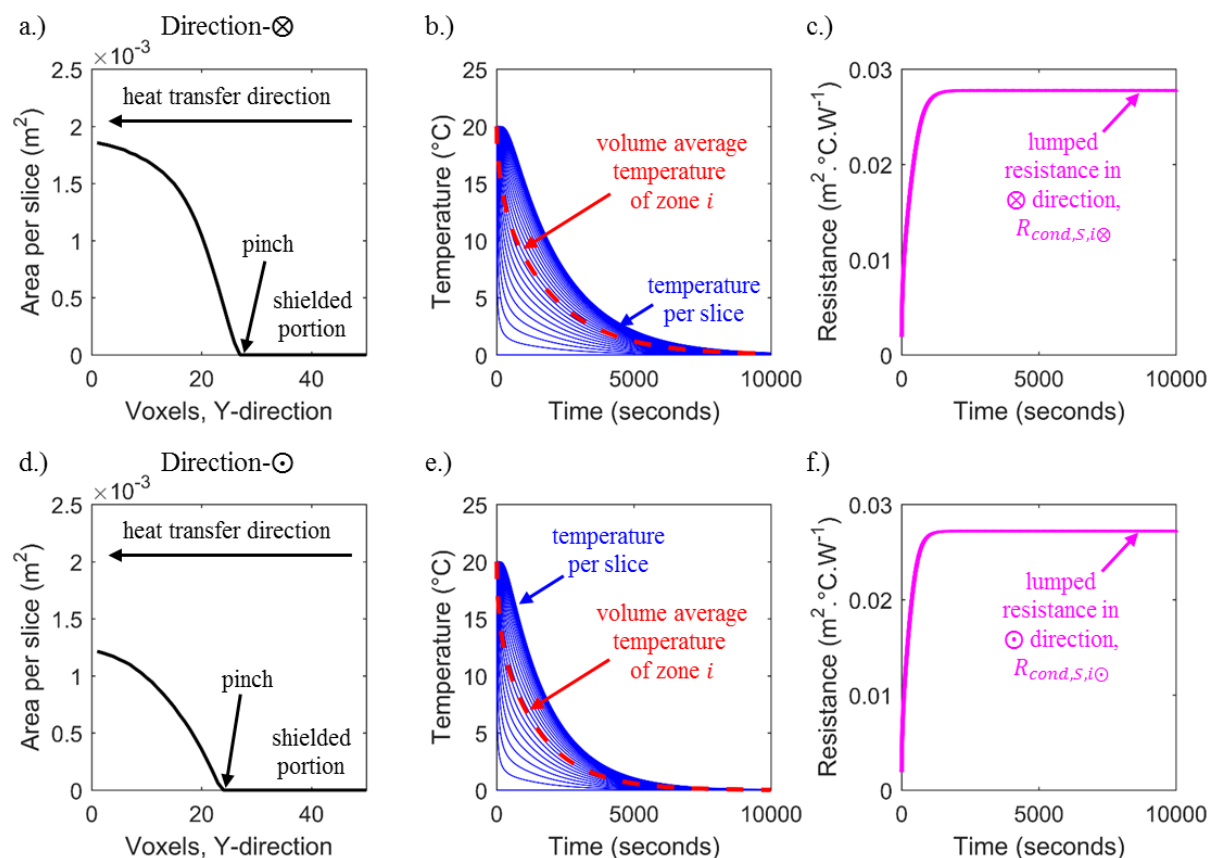 a.)
Direction-⊗
×10⁻³
2.5
2
1.5
1
0.5
0
Area per slice (m²)
heat transfer direction
pinch
shielded
portion
0
20
40
Voxels, Y-direction
b.)
25
20
15
10
5
0
Temperature (°C)
volume average
temperature
of zone i
temperature
per slice
0
5000
10000
Time (seconds)
c.)
0.03
0.02
0.01
0
Resistance (m².°C.W⁻¹)
lumped
resistance in
⊗ direction,
R_cond,S,i⊗
0
5000
10000
Time (seconds)
d.)
Direction-⊙
×10⁻³
2.5
2
1.5
1
0.5
0
Area per slice (m²)
heat transfer direction
pinch
shielded
portion
0
20
40
Voxels, Y-direction
e.)
25
20
15
10
5
0
Temperature (°C)
temperature
per slice
volume average
temperature
of zone i
0
5000
10000
Time (seconds)
f.)
0.03
0.02
0.01
0
Resistance (m².°C.W⁻¹)
lumped
resistance in
⊙ direction,
R_cond,S,i⊙
0
5000
10000
Time (seconds)